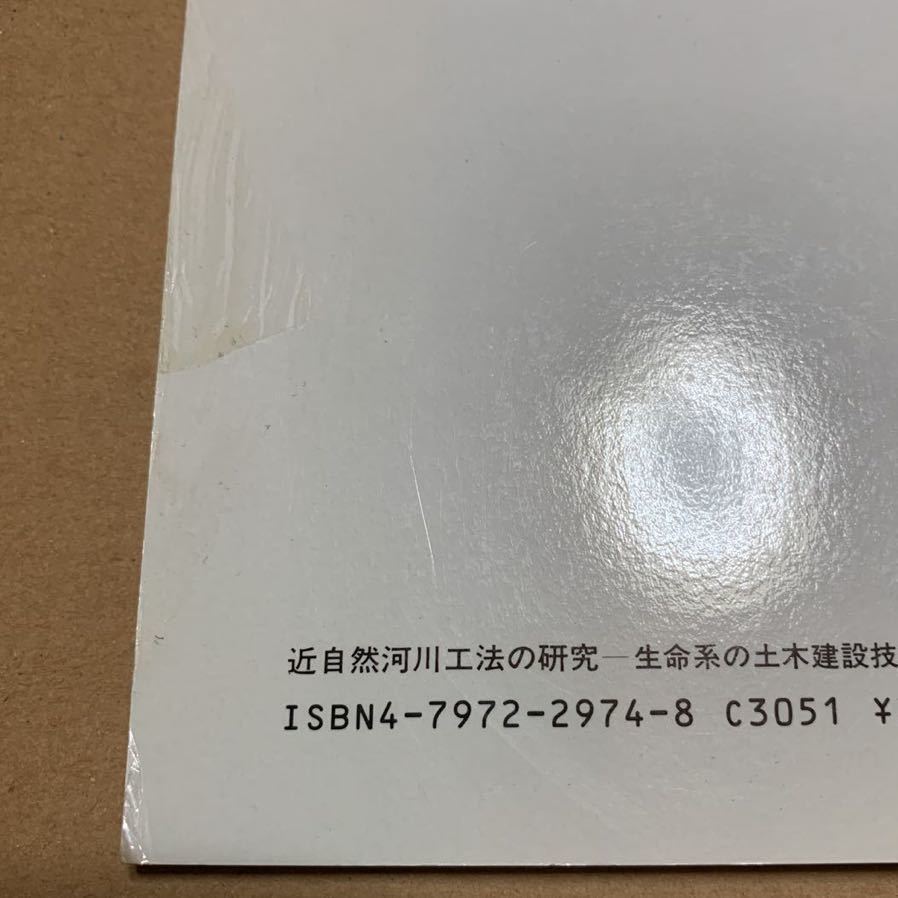 近自然河川工法の研究―生命系の土木建設技
ISBN4-7972-2974-8 C3051 ¥